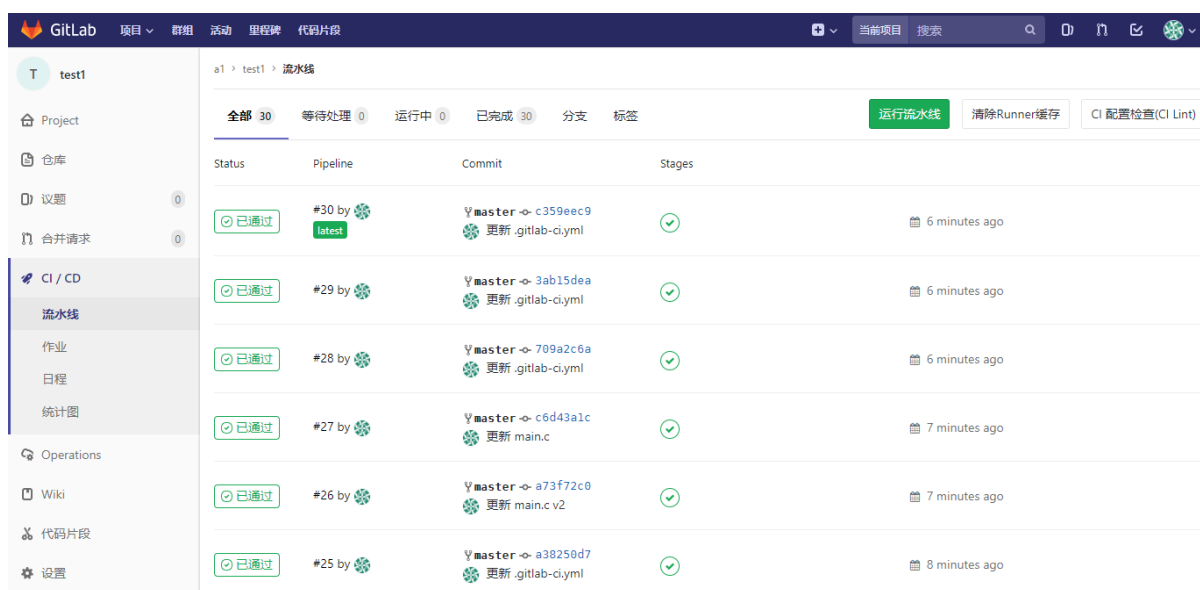 GitLab 项目 群组 活动 里程碑 代码片段 当前项目 搜索
T test1
a1 > test1 > 流水线
全部 30 等待处理 0 运行中 0 已完成 30 分支 标签 运行流水线 清除Runner缓存 CI 配置检查(CI Lint)
Project
仓库
议题 0
合并请求 0
CI / CD
流水线
作业
日程
统计图
Operations
Wiki
代码片段
设置
Status Pipeline Commit Stages
已通过 #30 by master c359eec9 6 minutes ago
latest 更新 .gitlab-ci.yml
已通过 #29 by master 3ab15dea 6 minutes ago
更新 .gitlab-ci.yml
已通过 #28 by master 709a2c6a 6 minutes ago
更新 .gitlab-ci.yml
已通过 #27 by master c6d43a1c 7 minutes ago
更新 main.c
已通过 #26 by master a73f72c0 7 minutes ago
更新 main.c v2
已通过 #25 by master a38250d7 8 minutes ago
更新 .gitlab-ci.yml